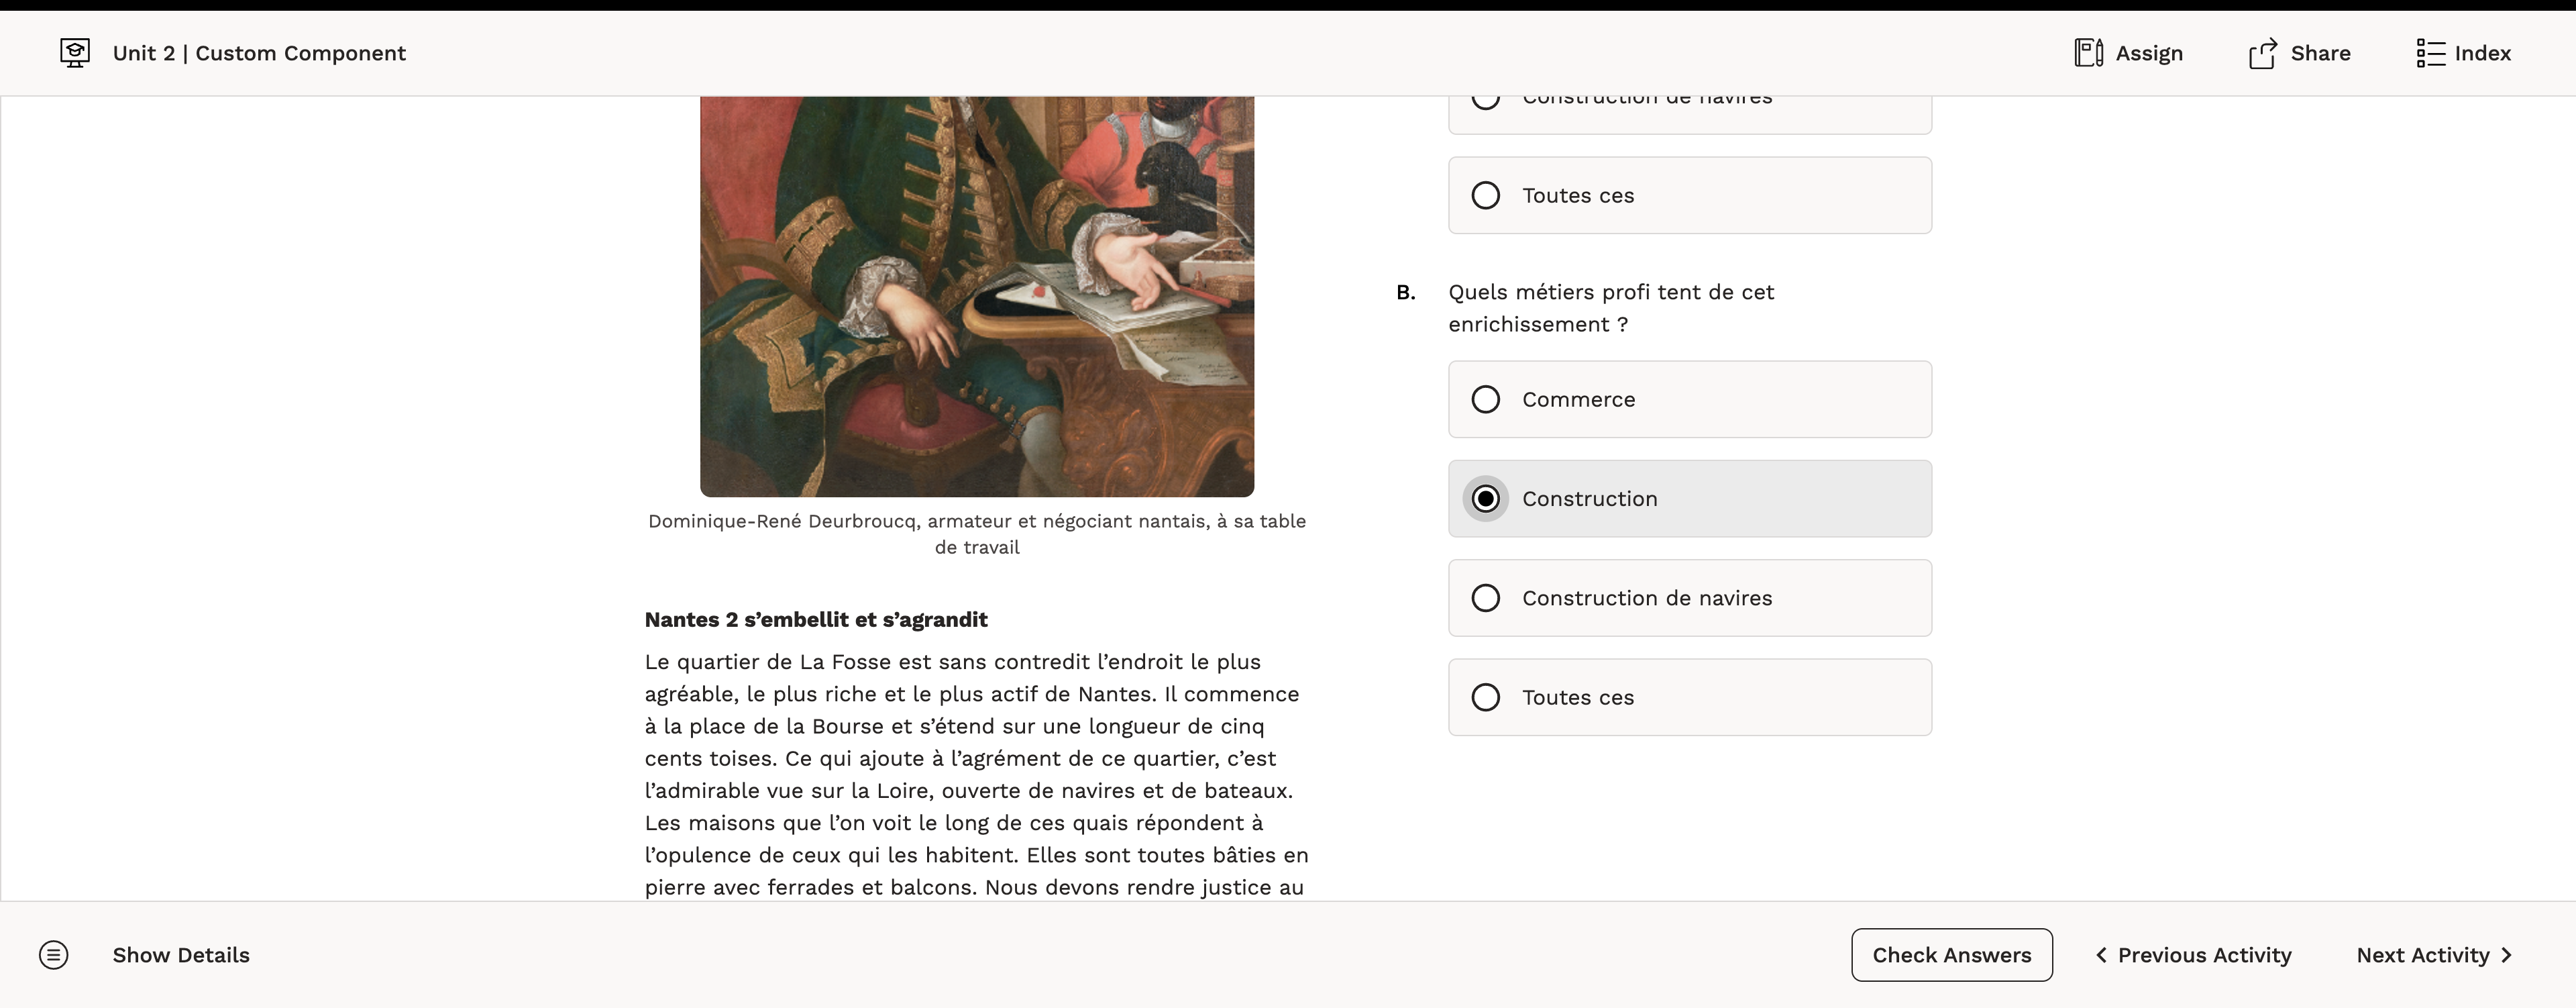 Unit 2 | Custom Component
Assign
Share
Index
Dominique-René Deurbroucq, armateur et négociant nantais, à sa table
de travail
Nantes 2 s’embellit et s’agrandit
Le quartier de La Fosse est sans contredit l’endroit le plus
agréable, le plus riche et le plus actif de Nantes. Il commence
à la place de la Bourse et s’étend sur une longueur de cinq
cents toises. Ce qui ajoute à l’agrément de ce quartier, c’est
l’admirable vue sur la Loire, ouverte de navires et de bateaux.
Les maisons que l’on voit le long de ces quais répondent à
l’opulence de ceux qui les habitent. Elles sont toutes bâties en
pierre avec ferrades et balcons. Nous devons rendre justice au
Construction de navires
Toutes ces
B. Quels métiers profi tent de cet
enrichissement ?
Commerce
Construction
Construction de navires
Toutes ces
Show Details
Check Answers
Previous Activity
Next Activity